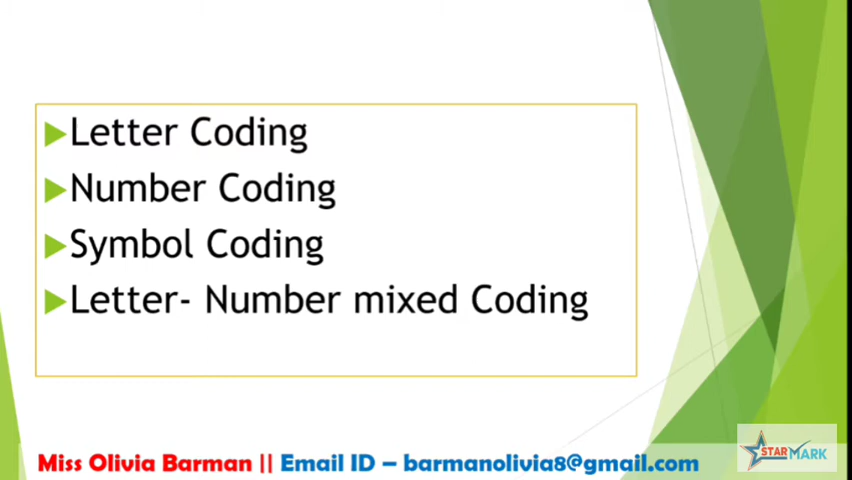 Letter Coding
Number Coding
Symbol Coding
Letter- Number mixed Coding
Miss Olivia Barman || Email ID – barmanolivia8@gmail.com
STAR MARK